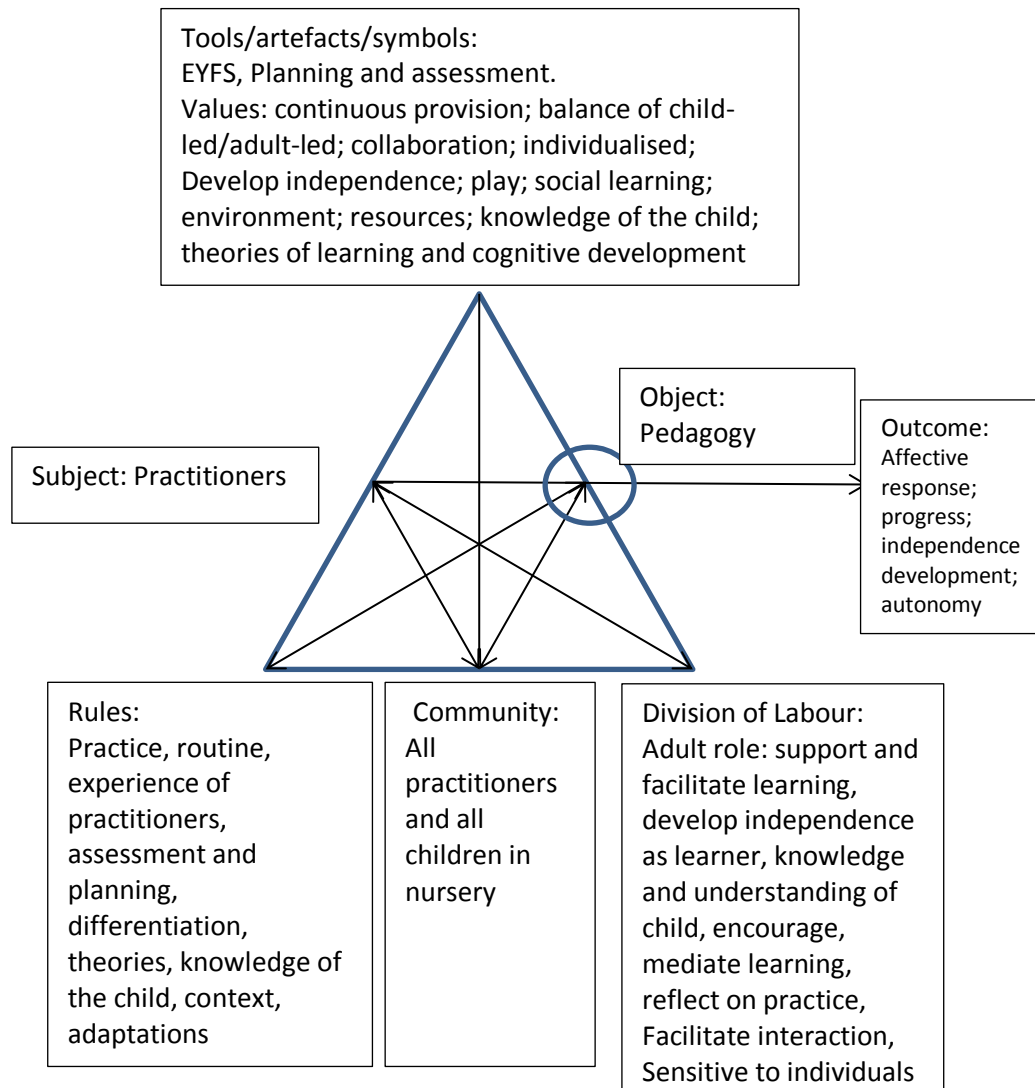 Tools/artefacts/symbols:
EYFS, Planning and assessment.
Values: continuous provision; balance of child-
led/adult-led; collaboration; individualised;
Develop independence; play; social learning;
environment; resources; knowledge of the child;
theories of learning and cognitive development
Object:
Pedagogy
Subject: Practitioners
Outcome:
Affective
response;
progress;
independence
development;
autonomy
Rules:
Practice, routine,
experience of
practitioners,
assessment and
planning,
differentiation,
theories, knowledge of
the child, context,
adaptations
Community:
All
practitioners
and all
children in
nursery
Division of Labour:
Adult role: support and
facilitate learning,
develop independence
as learner, knowledge
and understanding of
child, encourage,
mediate learning,
reflect on practice,
Facilitate interaction,
Sensitive to individuals